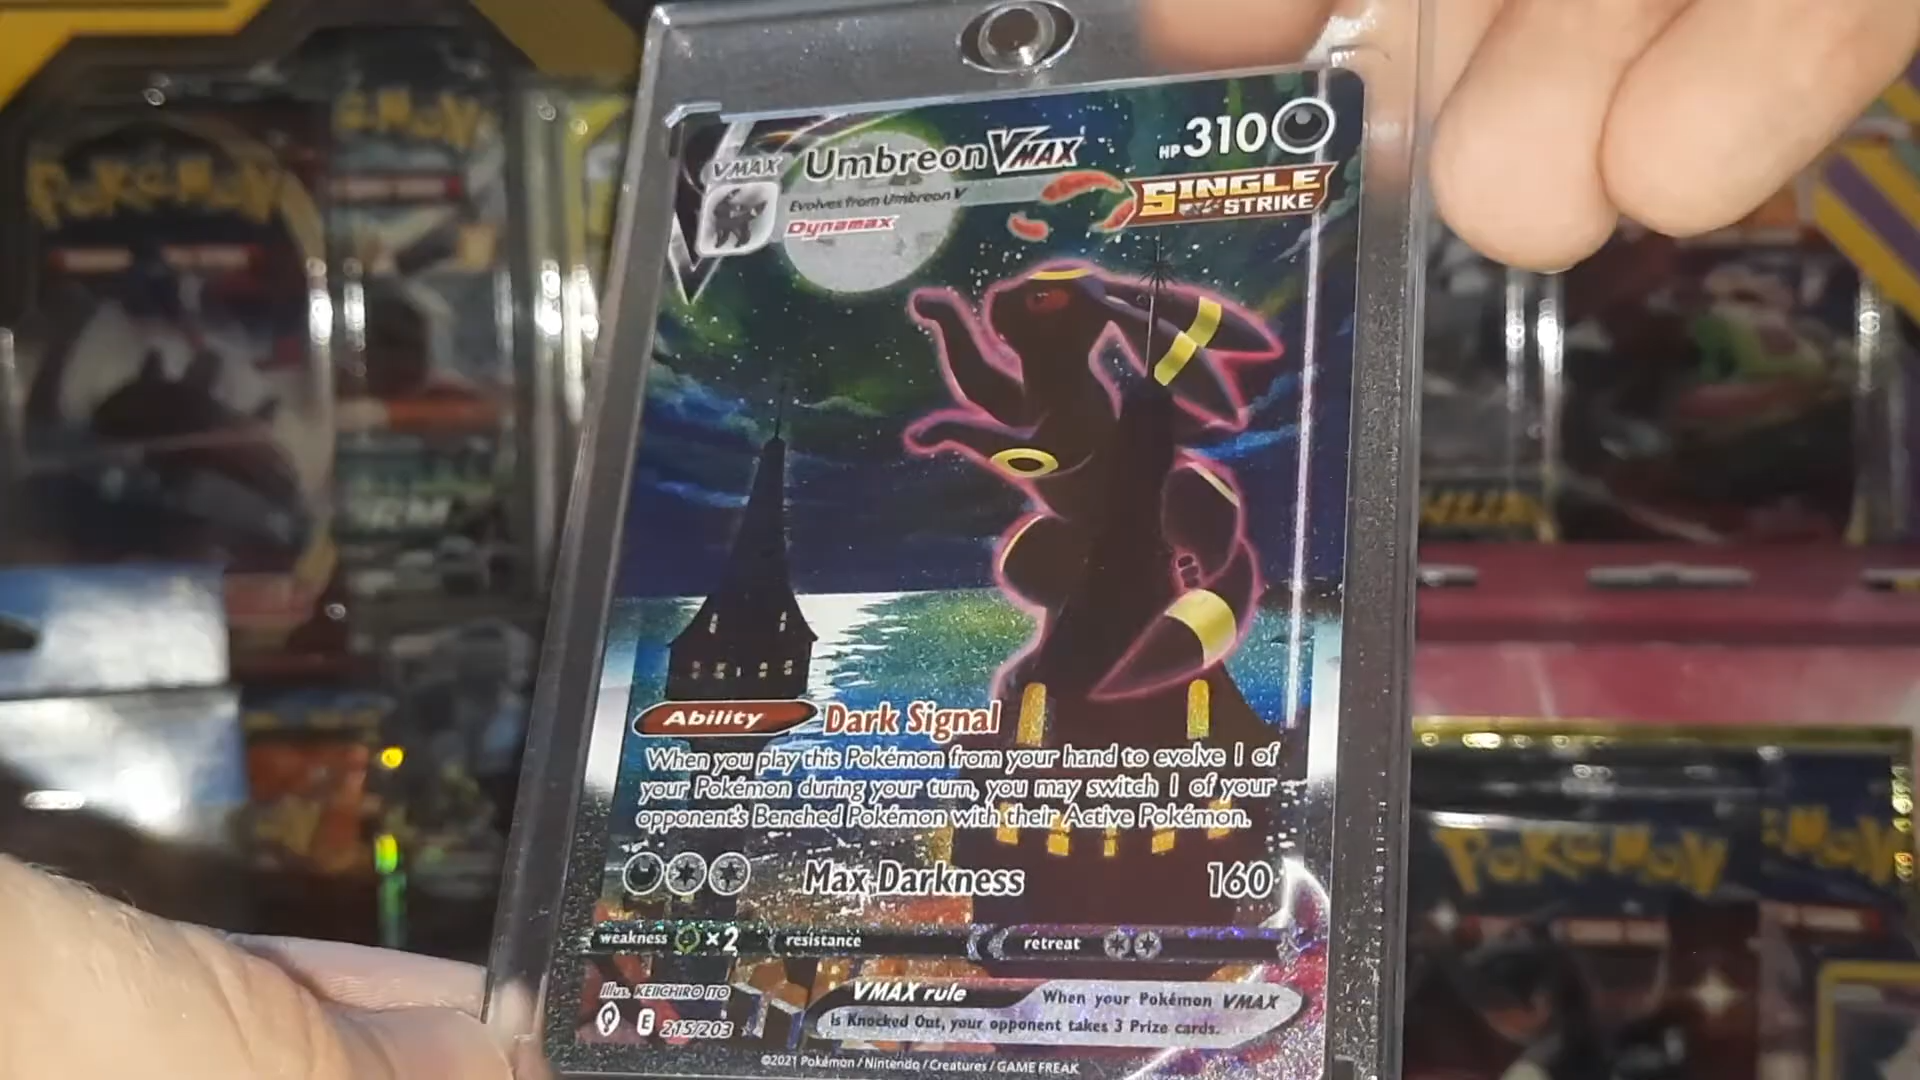 VMAX Umbreon VMAX HP 310
Evolves from Umbreon V
Dynamax
SINGLE
STRIKE
Ability Dark Signal
When you play this Pokémon from your hand to evolve 1 of
your Pokémon during your turn, you may switch 1 of your
opponent's Benched Pokémon with their Active Pokémon.
Max Darkness 160
weakness ×2 resistance retreat
Illus. KEIICHIRO ITO
VMAX rule When your Pokémon VMAX
is Knocked Out, your opponent takes 3 Prize cards.
E 215/203
©2021 Pokémon / Nintendo / Creatures / GAME FREAK
POKéMON
POKéMON